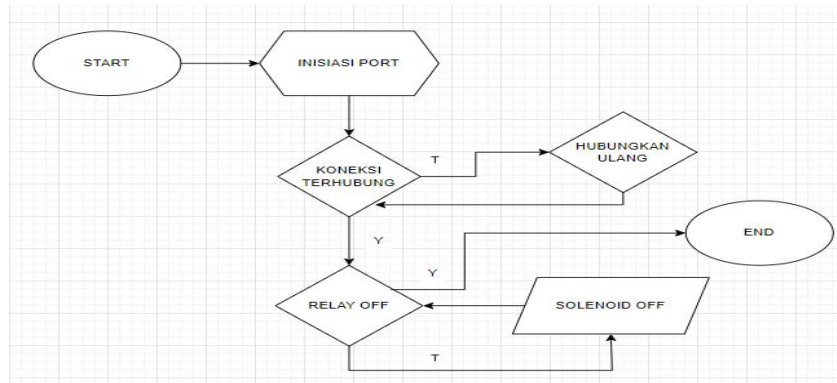 START
INISIASI PORT
KONEKSI
TERHUBUNG
T
HUBUNGKAN
ULANG
Y
END
Y
RELAY OFF
SOLENOID OFF
T